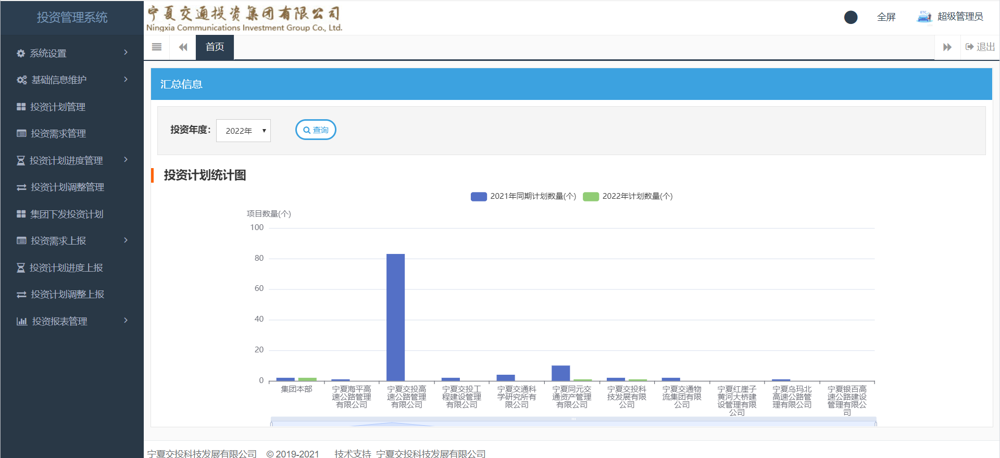 投资管理系统
宁夏交通投资集团有限公司
Ningxia Communications Investment Group Co., Ltd.
全屏
ETC
超级管理员
首页
退出
系统设置
基础信息维护
投资计划管理
投资需求管理
投资计划进度管理
投资计划调整管理
集团下发投资计划
投资需求上报
投资计划进度上报
投资计划调整上报
投资报表管理
汇总信息
投资年度: 2022年 查询
投资计划统计图
2021年同期计划数量(个) 2022年计划数量(个)
项目数量(个)
100
80
60
40
20
0
集团本部
宁夏海平高
速公路管理
有限公司
宁夏交投高
速公路管理
有限公司
宁夏交投工
程建设管理
有限公司
宁夏交通科
学研究所有
限公司
宁夏同元交
通资产管理
有限公司
宁夏交投科
技发展有限
公司
宁夏交通物
流集团有限
公司
宁夏红崖子
黄河大桥建
设管理有限
公司
宁夏乌玛北
高速公路管
理有限公司
宁夏银百高
速公路建设
管理有限公
司
宁夏交投科技发展有限公司 © 2019-2021 技术支持 宁夏交投科技发展有限公司